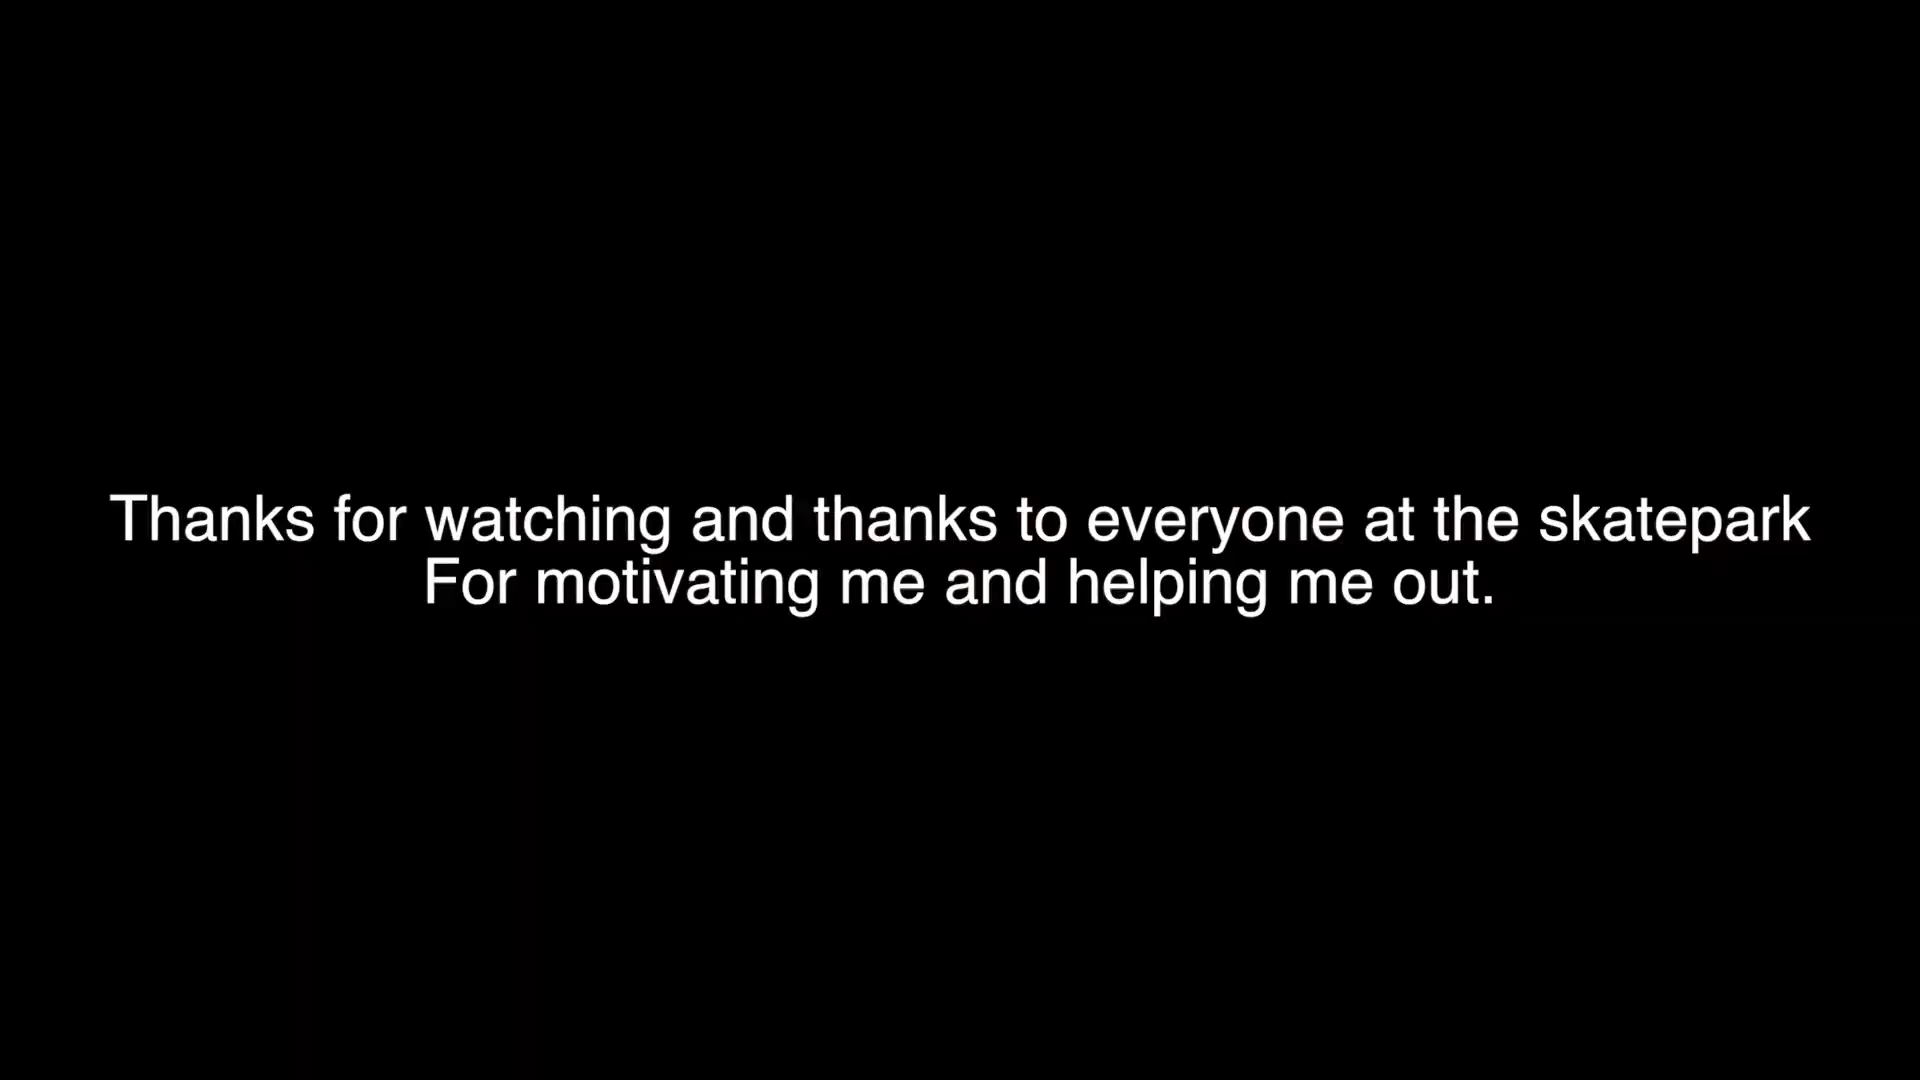 Thanks for watching and thanks to everyone at the skatepark
For motivating me and helping me out.